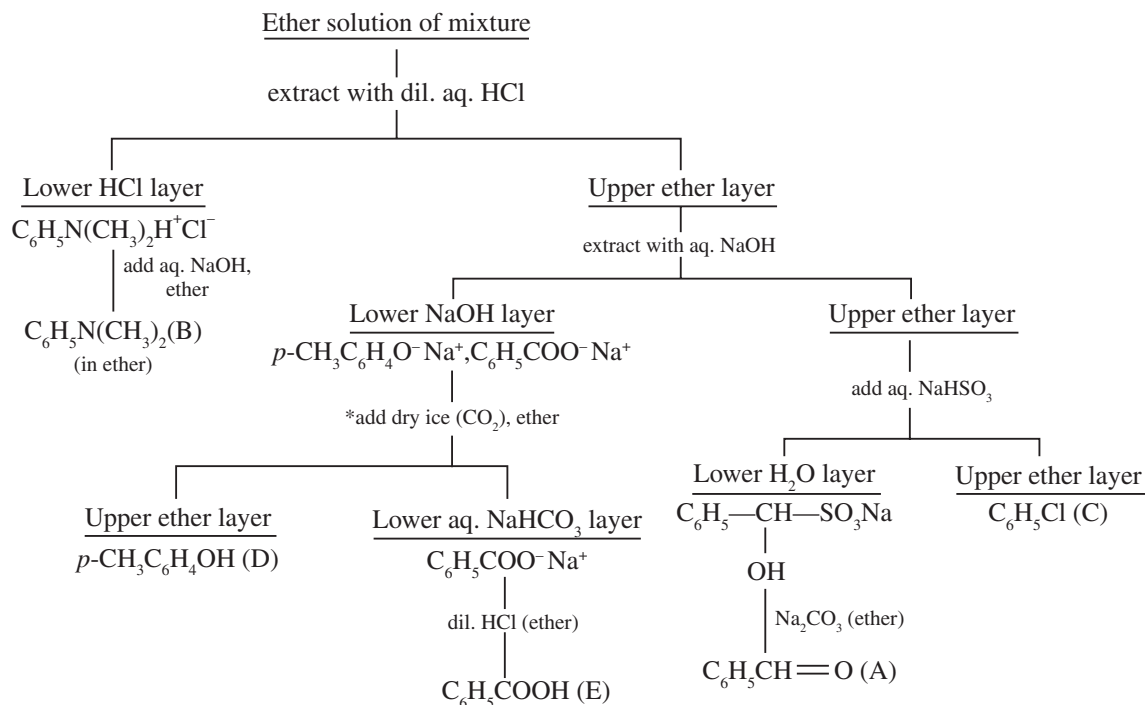 Ether solution of mixture
extract with dil. aq. HCl
Lower HCl layer
C₆H₅N(CH₃)₂H⁺Cl⁻
add aq. NaOH,
ether
C₆H₅N(CH₃)₂(B)
(in ether)
Upper ether layer
extract with aq. NaOH
Lower NaOH layer
p-CH₃C₆H₄O⁻Na⁺,C₆H₅COO⁻Na⁺
*add dry ice (CO₂), ether
Upper ether layer
p-CH₃C₆H₄OH (D)
Lower aq. NaHCO₃ layer
C₆H₅COO⁻Na⁺
dil. HCl (ether)
C₆H₅COOH (E)
Upper ether layer
add aq. NaHSO₃
Lower H₂O layer
C₆H₅—CH—SO₃Na
OH
Na₂CO₃ (ether)
C₆H₅CH=O (A)
Upper ether layer
C₆H₅Cl (C)